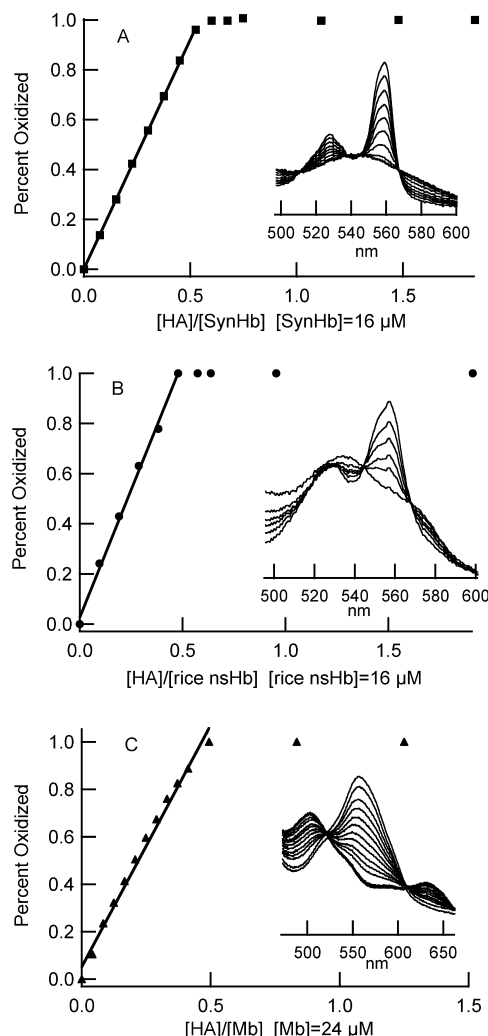 A
Percent Oxidized
1.0
0.8
0.6
0.4
0.2
0.0
500 520 540 560 580 600
nm
0.0 0.5 1.0 1.5
[HA]/[SynHb] [SynHb]=16 µM
B
Percent Oxidized
1.0
0.8
0.6
0.4
0.2
0.0
500 520 540 560 580 600
nm
0.0 0.5 1.0 1.5
[HA]/[rice nsHb] [rice nsHb]=16 µM
C
Percent Oxidized
1.0
0.8
0.6
0.4
0.2
0.0
500 550 600 650
nm
0.0 0.5 1.0 1.5
[HA]/[Mb] [Mb]=24 µM